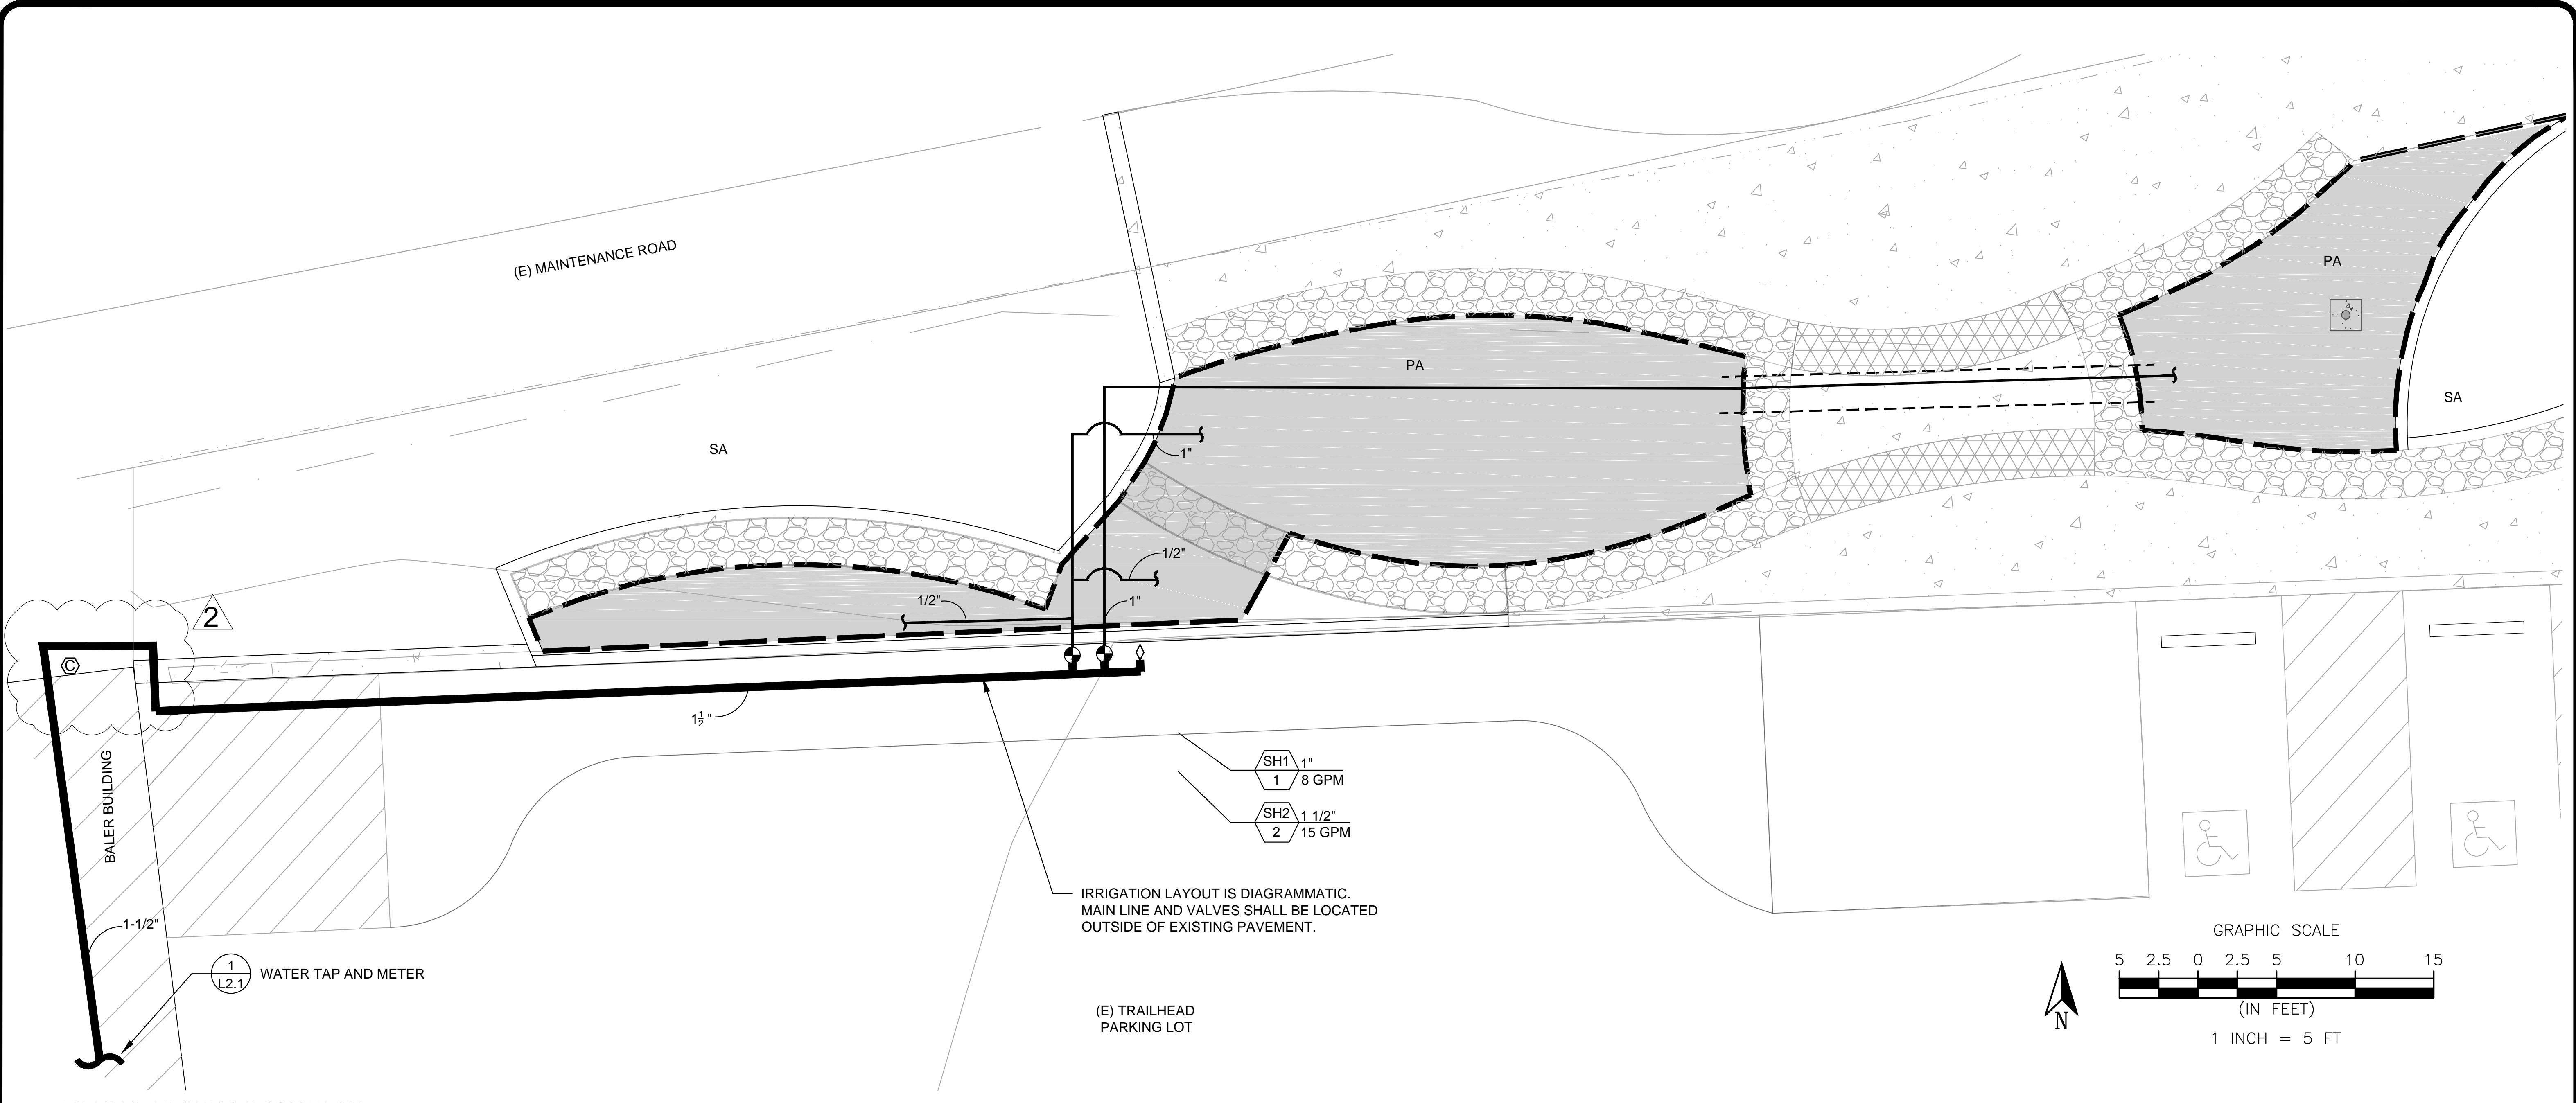 (E) MAINTENANCE ROAD
PA
PA
SA
SA
1"
1/2"
1/2"
1"
2
C
1½"
BALER BUILDING
SH1 1"
1 8 GPM
SH2 1 1/2"
2 15 GPM
1-1/2"
IRRIGATION LAYOUT IS DIAGRAMMATIC.
MAIN LINE AND VALVES SHALL BE LOCATED
OUTSIDE OF EXISTING PAVEMENT.
1
L2.1
WATER TAP AND METER
(E) TRAILHEAD
PARKING LOT
N
GRAPHIC SCALE
5 2.5 0 2.5 5 10 15
(IN FEET)
1 INCH = 5 FT